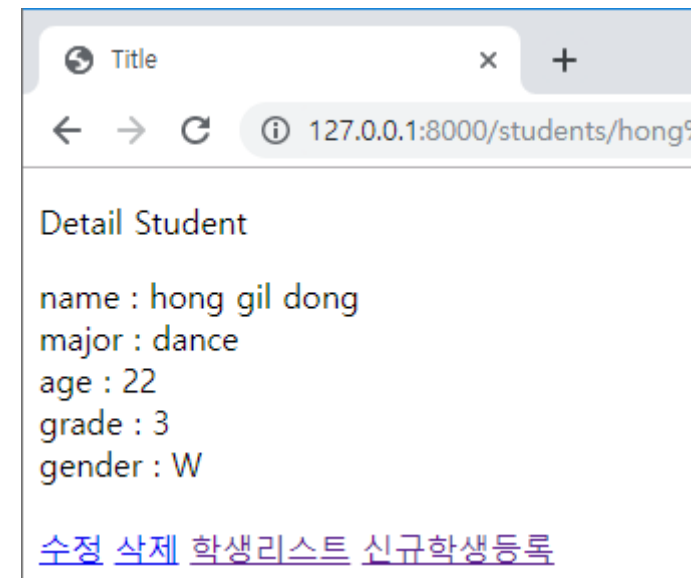 Title
127.0.0.1:8000/students/hong%
Detail Student
name : hong gil dong
major : dance
age : 22
grade : 3
gender : W
수정 삭제 학생리스트 신규학생등록